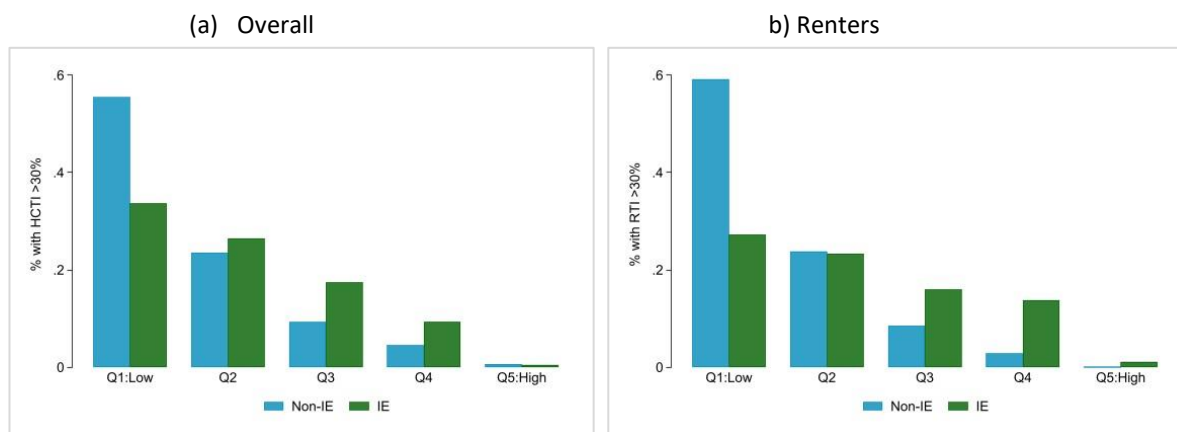 (a) Overall
% with HCTI >30%
.6
.4
.2
0
Q1:Low Q2 Q3 Q4 Q5:High
Non-IE IE
b) Renters
% with RTI >30%
.6
.4
.2
0
Q1:Low Q2 Q3 Q4 Q5:High
Non-IE IE